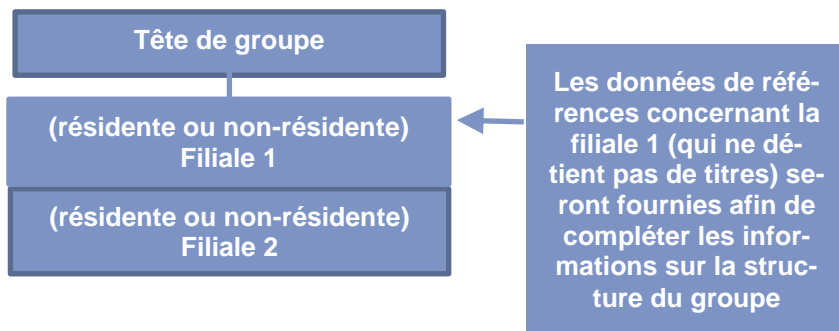 Tête de groupe
(résidente ou non-résidente)
Filiale 1
(résidente ou non-résidente)
Filiale 2
Les données de réfé-
rences concernant la
filiale 1 (qui ne dé-
tient pas de titres) se-
ront fournies afin de
compléter les infor-
mations sur la struc-
ture du groupe